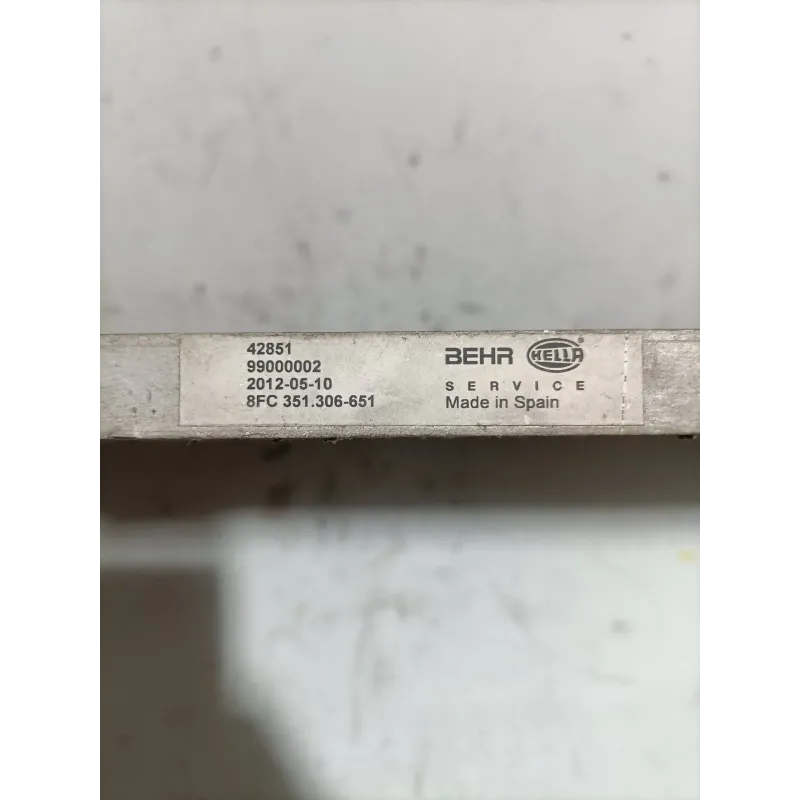 42851
99000002
2012-05-10
8FC 351.306-651
BEHR HELLA®
SERVICE
Made in Spain